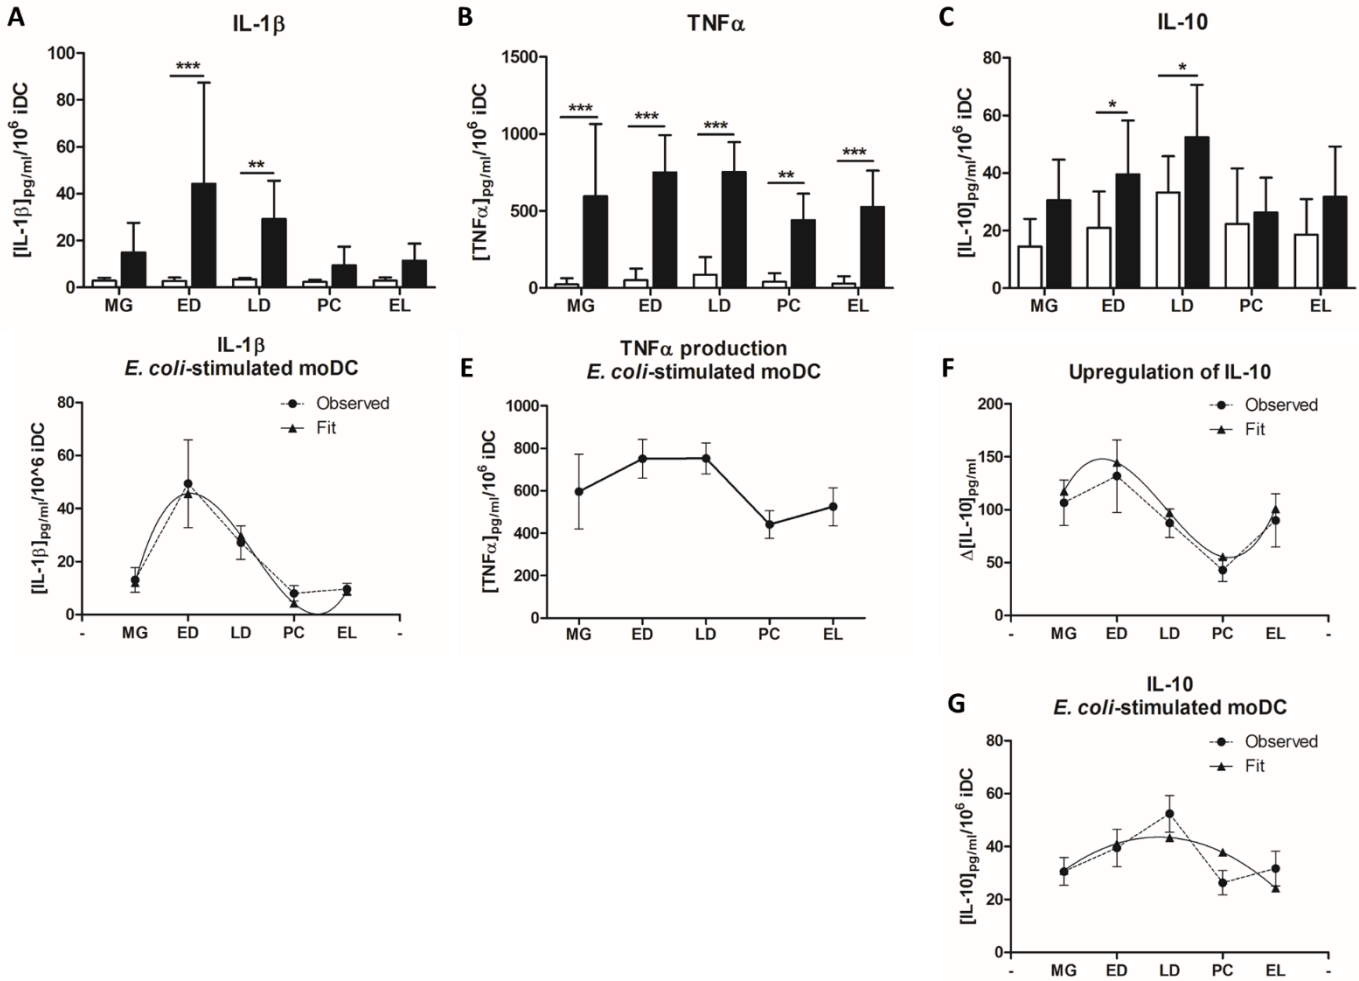 A
IL-1β
[IL-1β]pg/ml/10^6 iDC
100
80
60
40
20
0
***
**
MG ED LD PC EL
B
TNFα
[TNFα]pg/ml/10^6 iDC
1500
1000
500
0
***
***
***
**
***
MG ED LD PC EL
C
IL-10
[IL-10]pg/ml/10^6 iDC
80
60
40
20
0
*
*
MG ED LD PC EL
IL-1β
E. coli-stimulated moDC
Observed
Fit
[IL-1β]pg/ml/10^6 iDC
80
60
40
20
0
- MG ED LD PC EL -
E
TNFα production
E. coli-stimulated moDC
[TNFα]pg/ml/10^6 iDC
1000
800
600
400
200
0
MG ED LD PC EL
F
Upregulation of IL-10
Observed
Fit
Δ[IL-10]pg/ml
200
150
100
50
0
- MG ED LD PC EL -
G
IL-10
E. coli-stimulated moDC
Observed
Fit
[IL-10]pg/ml/10^6 iDC
80
60
40
20
0
- MG ED LD PC EL -